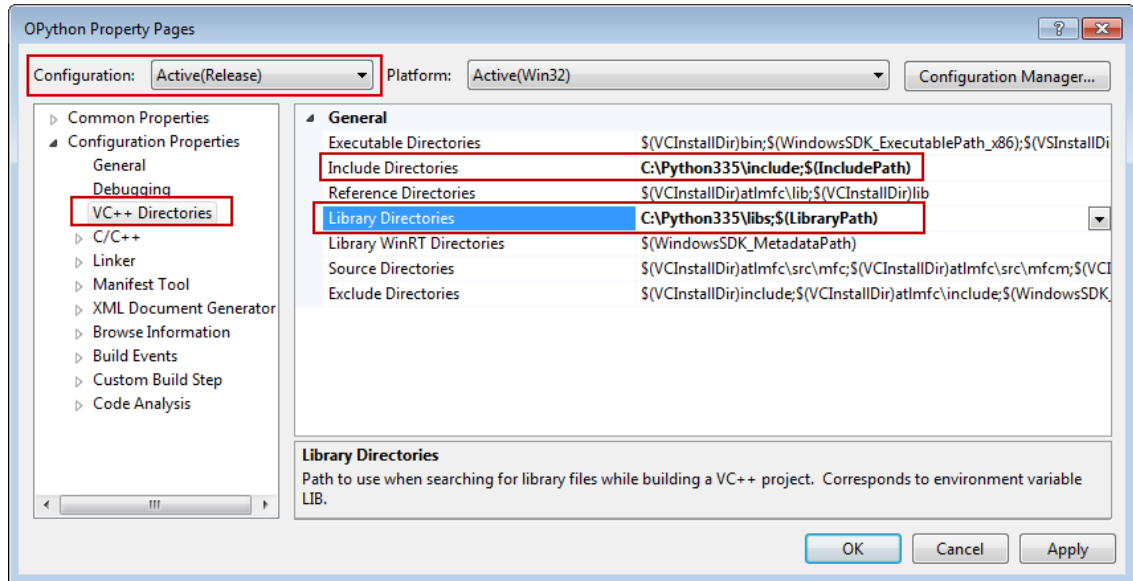 OPython Property Pages
Configuration: Active(Release) Platform: Active(Win32) Configuration Manager...
Common Properties
Configuration Properties
General
Debugging
VC++ Directories
C/C++
Linker
Manifest Tool
XML Document Generator
Browse Information
Build Events
Custom Build Step
Code Analysis
General
Executable Directories $(VCInstallDir)bin;$(WindowsSDK_ExecutablePath_x86);$(VSInstallDi
Include Directories C:\Python335\include;$(IncludePath)
Reference Directories $(VCInstallDir)atlmfc\lib;$(VCInstallDir)lib
Library Directories C:\Python335\libs;$(LibraryPath)
Library WinRT Directories $(WindowsSDK_MetadataPath)
Source Directories $(VCInstallDir)atlmfc\src\mfc;$(VCInstallDir)atlmfc\src\mfcm;$(VCI
Exclude Directories $(VCInstallDir)include;$(VCInstallDir)atlmfc\include;$(WindowsSDK_
Library Directories
Path to use when searching for library files while building a VC++ project. Corresponds to environment variable
LIB.
OK Cancel Apply